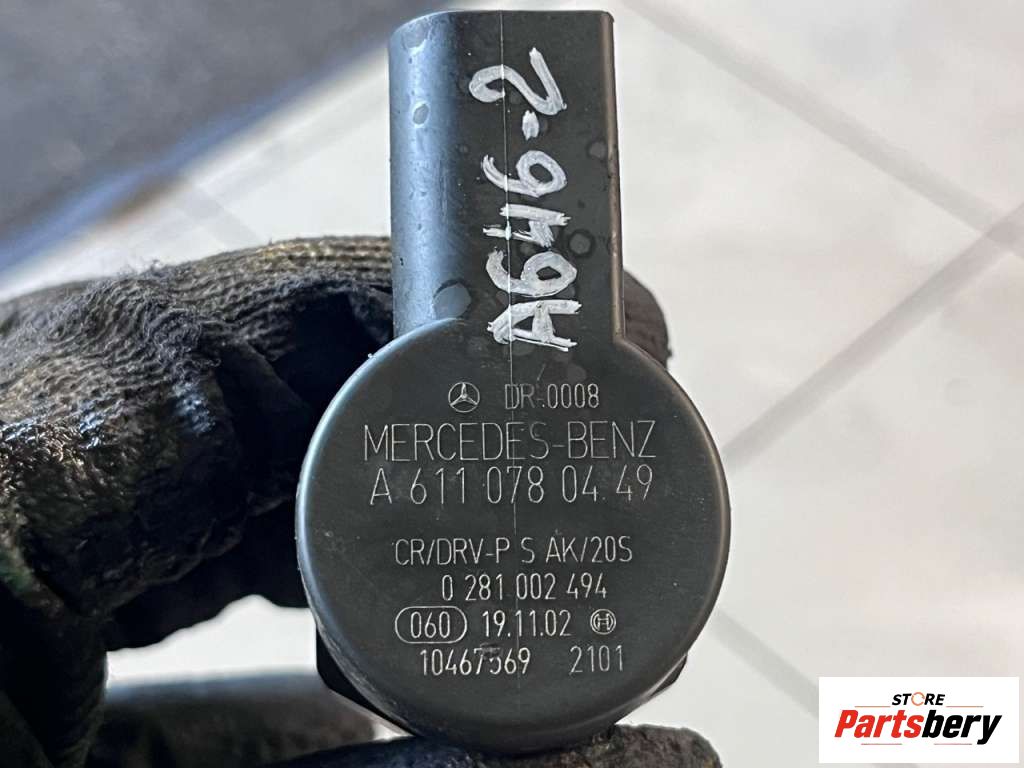 A646-2
DR-.0008
MERCEDES-BENZ
A 611 078 04 49
CR/DRV-P S AK/20S
0 281 002 494
060 19.11.02
10467569 2101
STORE
Partsbery